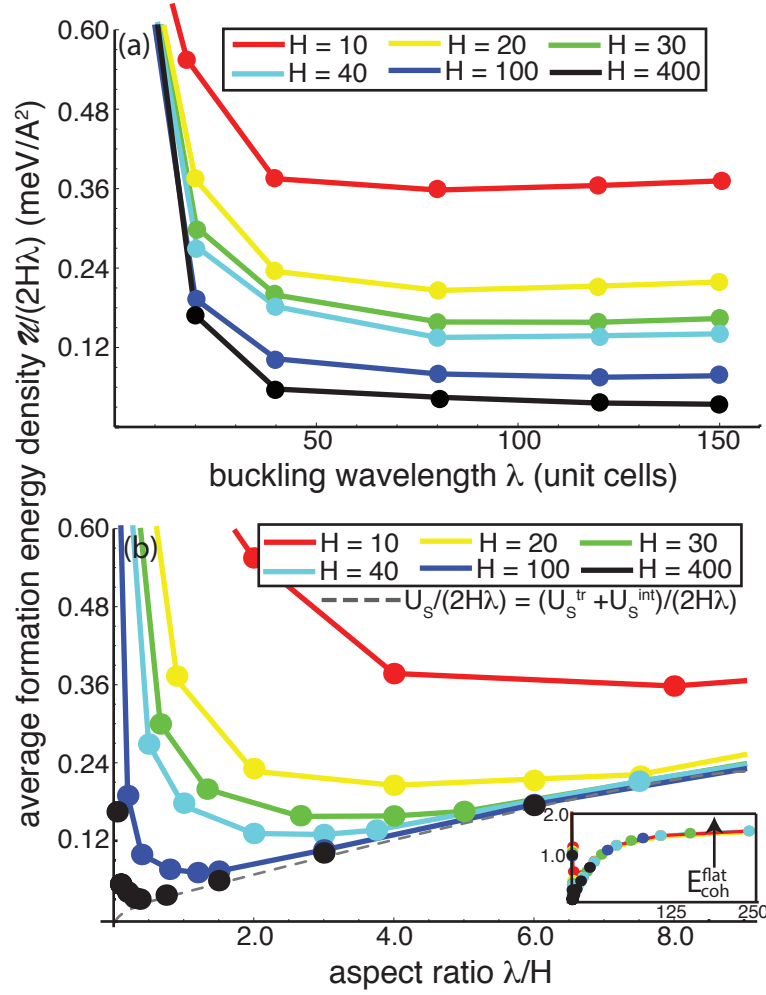 0.60
(a)
H = 10 H = 20 H = 30
H = 40 H = 100 H = 400
0.48
0.36
0.24
0.12
50 100 150
buckling wavelength λ (unit cells)
average formation energy density 𝒰/(2Hλ) (meV/A²)
0.60
(b)
H = 10 H = 20 H = 30
H = 40 H = 100 H = 400
U_S/(2Hλ) = (U_S^tr +U_S^int)/(2Hλ)
0.48
0.36
0.24
0.12
2.0
1.0
E_coh^flat
125 250
2.0 4.0 6.0 8.0
aspect ratio λ/H